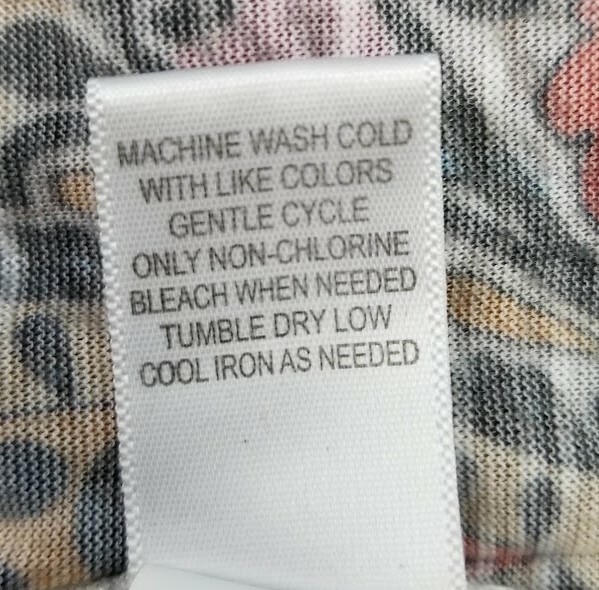 MACHINE WASH COLD
WITH LIKE COLORS
GENTLE CYCLE
ONLY NON-CHLORINE
BLEACH WHEN NEEDED
TUMBLE DRY LOW
COOL IRON AS NEEDED